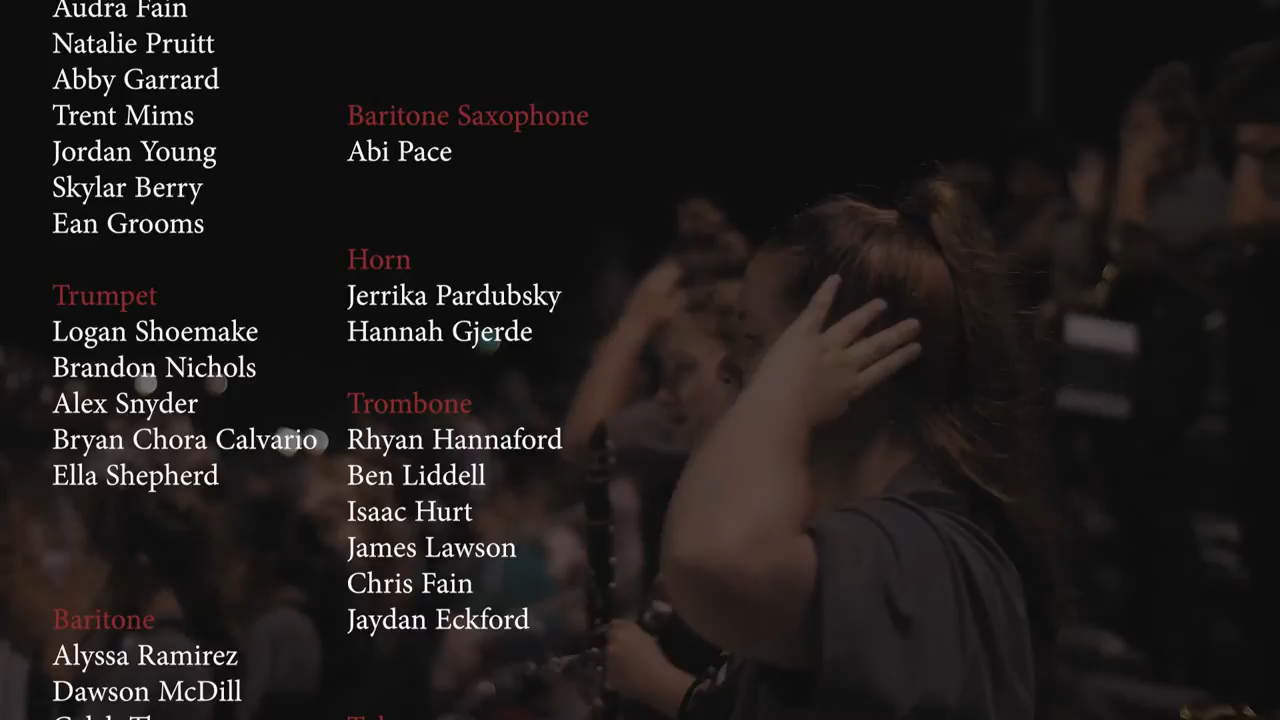 Audra Fain
Natalie Pruitt
Abby Garrard
Trent Mims
Jordan Young
Skylar Berry
Ean Grooms
Trumpet
Logan Shoemake
Brandon Nichols
Alex Snyder
Bryan Chora Calvario
Ella Shepherd
Baritone
Alyssa Ramirez
Dawson McDill
Baritone Saxophone
Abi Pace
Horn
Jerrika Pardubsky
Hannah Gjerde
Trombone
Rhyan Hannaford
Ben Liddell
Isaac Hurt
James Lawson
Chris Fain
Jaydan Eckford